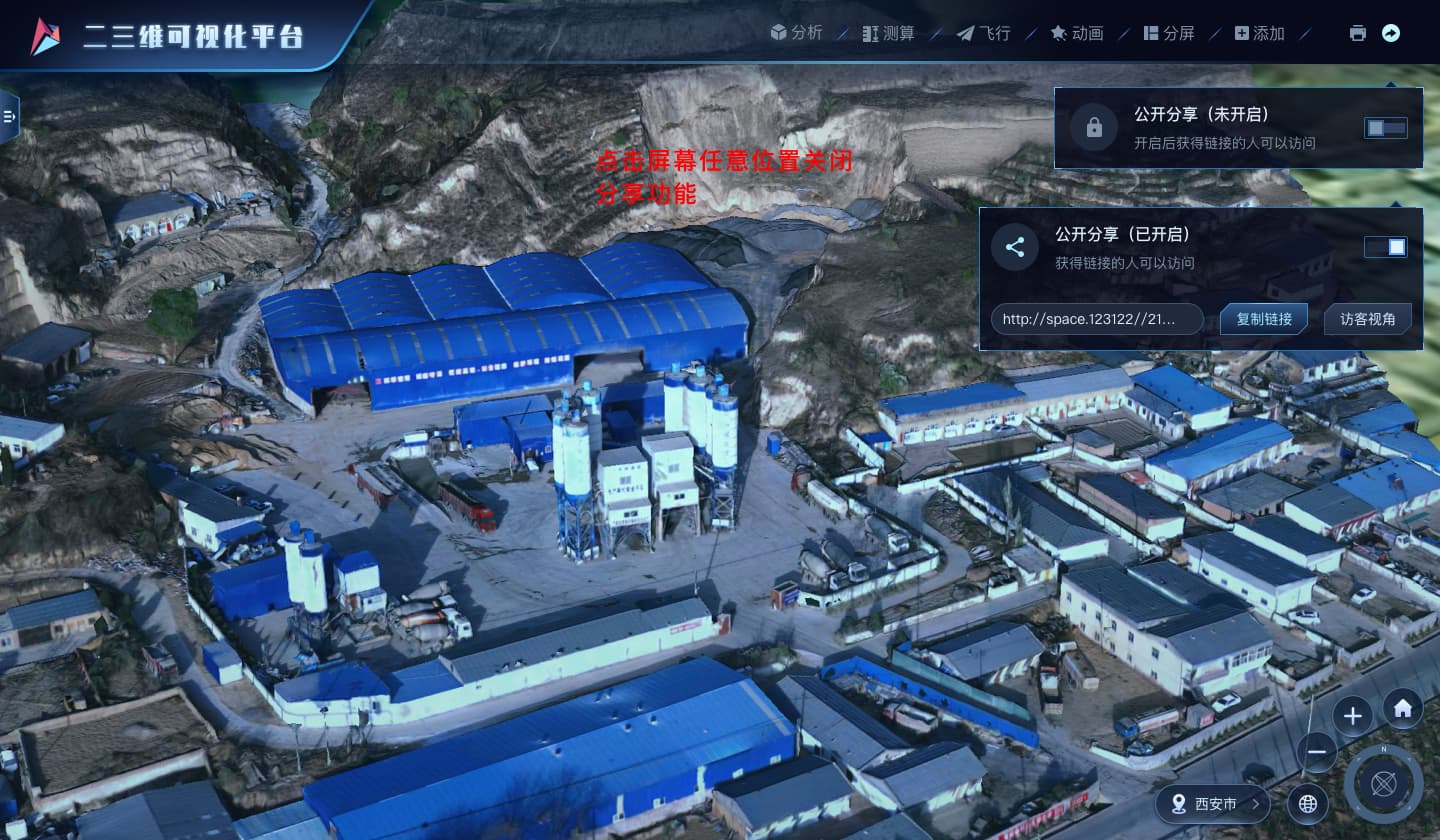 二三维可视化平台
分析
测算
飞行
动画
分屏
添加
公开分享（未开启）
开启后获得链接的人可以访问
点击屏幕任意位置关闭
分享功能
公开分享（已开启）
获得链接的人可以访问
http://space.123122//21...
复制链接
访客视角
N
西安市